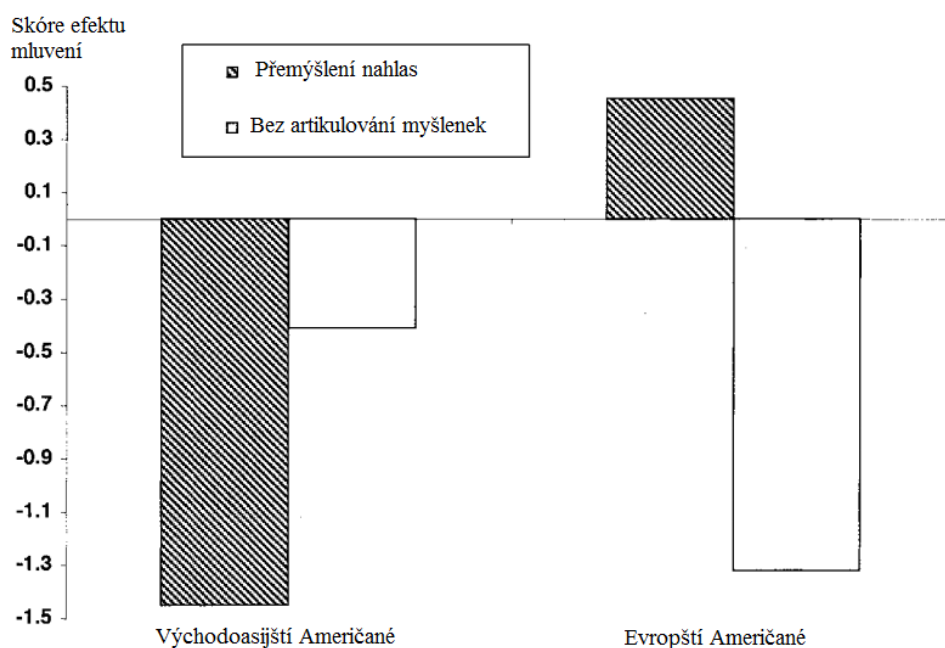 Skóre efektu
mluvení
Přemýšlení nahlas
Bez artikulování myšlenek
0.5
0.3
0.1
-0.1
-0.3
-0.5
-0.7
-0.9
-1.1
-1.3
-1.5
Východoasijští Američané
Evropští Američané